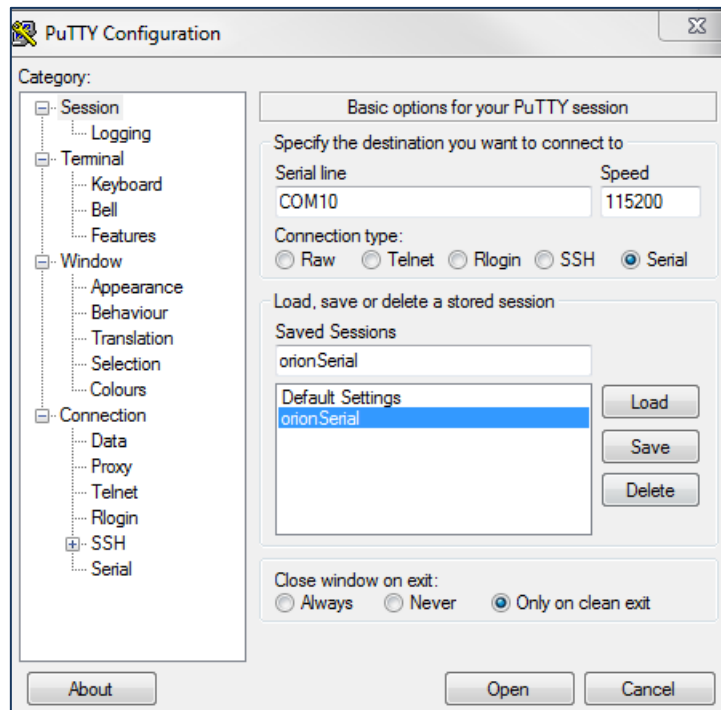 PuTTY Configuration
Category:
Session
Logging
Terminal
Keyboard
Bell
Features
Window
Appearance
Behaviour
Translation
Selection
Colours
Connection
Data
Proxy
Telnet
Rlogin
SSH
Serial
Basic options for your PuTTY session
Specify the destination you want to connect to
Serial line Speed
COM10 115200
Connection type:
Raw Telnet Rlogin SSH Serial
Load, save or delete a stored session
Saved Sessions
orionSerial
Default Settings
orionSerial
Load
Save
Delete
Close window on exit:
Always Never Only on clean exit
About Open Cancel